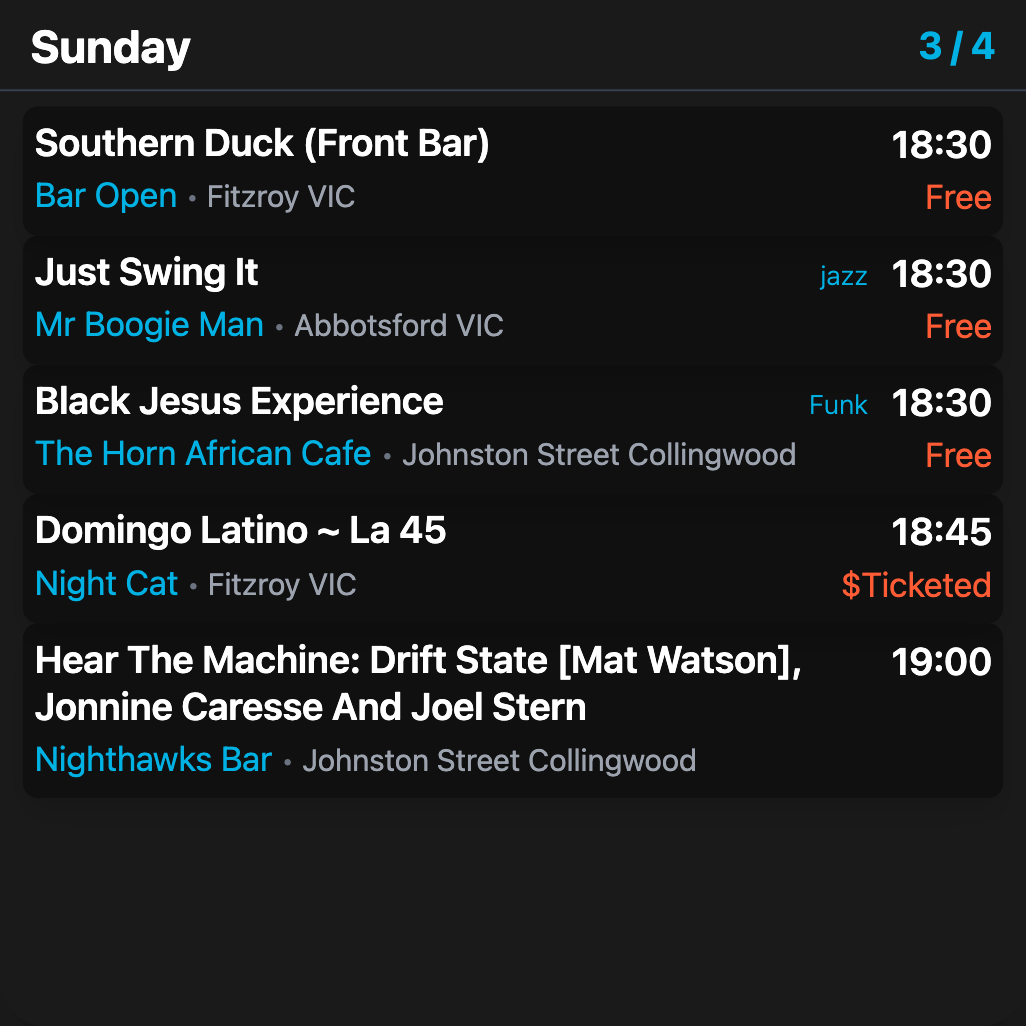 Sunday 3 / 4
Southern Duck (Front Bar) 18:30
Bar Open • Fitzroy VIC Free
Just Swing It jazz 18:30
Mr Boogie Man • Abbotsford VIC Free
Black Jesus Experience Funk 18:30
The Horn African Cafe • Johnston Street Collingwood Free
Domingo Latino ~ La 45 18:45
Night Cat • Fitzroy VIC $Ticketed
Hear The Machine: Drift State [Mat Watson], 19:00
Jonnine Caresse And Joel Stern
Nighthawks Bar • Johnston Street Collingwood